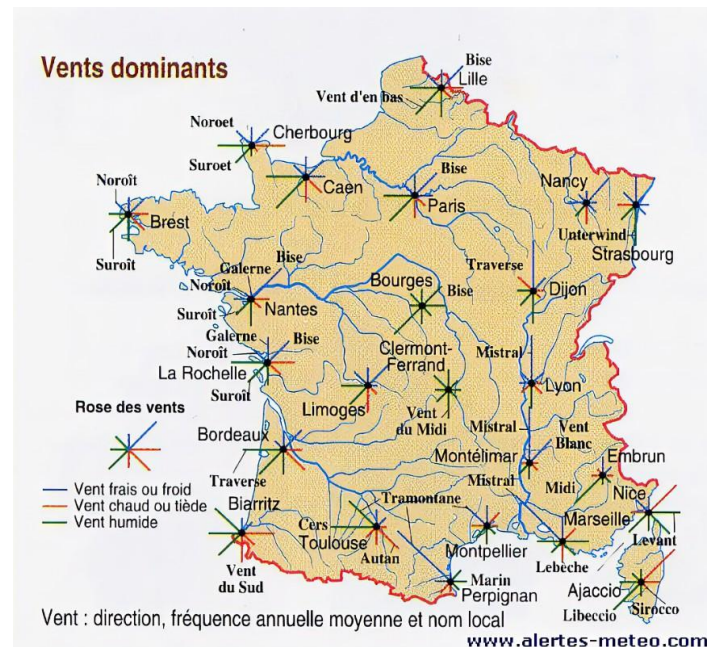 Vents dominants
Bise
Lille
Vent d'en bas
Noroet
Cherbourg
Suroet
Caen
Bise
Paris
Nancy
Unterwind
Strasbourg
Noroît
Brest
Suroît
Galerne
Bise
Noroît
Suroît
Nantes
Bourges
Bise
Traverse
Dijon
Galerne
Bise
Noroît
La Rochelle
Suroît
Clermont-
Ferrand
Limoges
Vent
du Midi
Mistral
Lyon
Mistral
Vent
Blanc
Rose des vents
Vent frais ou froid
Vent chaud ou tiède
Vent humide
Bordeaux
Traverse
Biarritz
Vent
du Sud
Montélimar
Mistral
Embrun
Midi
Nice
Marseille
Levant
Tramontane
Cers
Toulouse
Autan
Montpellier
Lebèche
Marin
Perpignan
Ajaccio
Libeccio
Sirocco
Vent : direction, fréquence annuelle moyenne et nom local
www.alertes-meteo.com